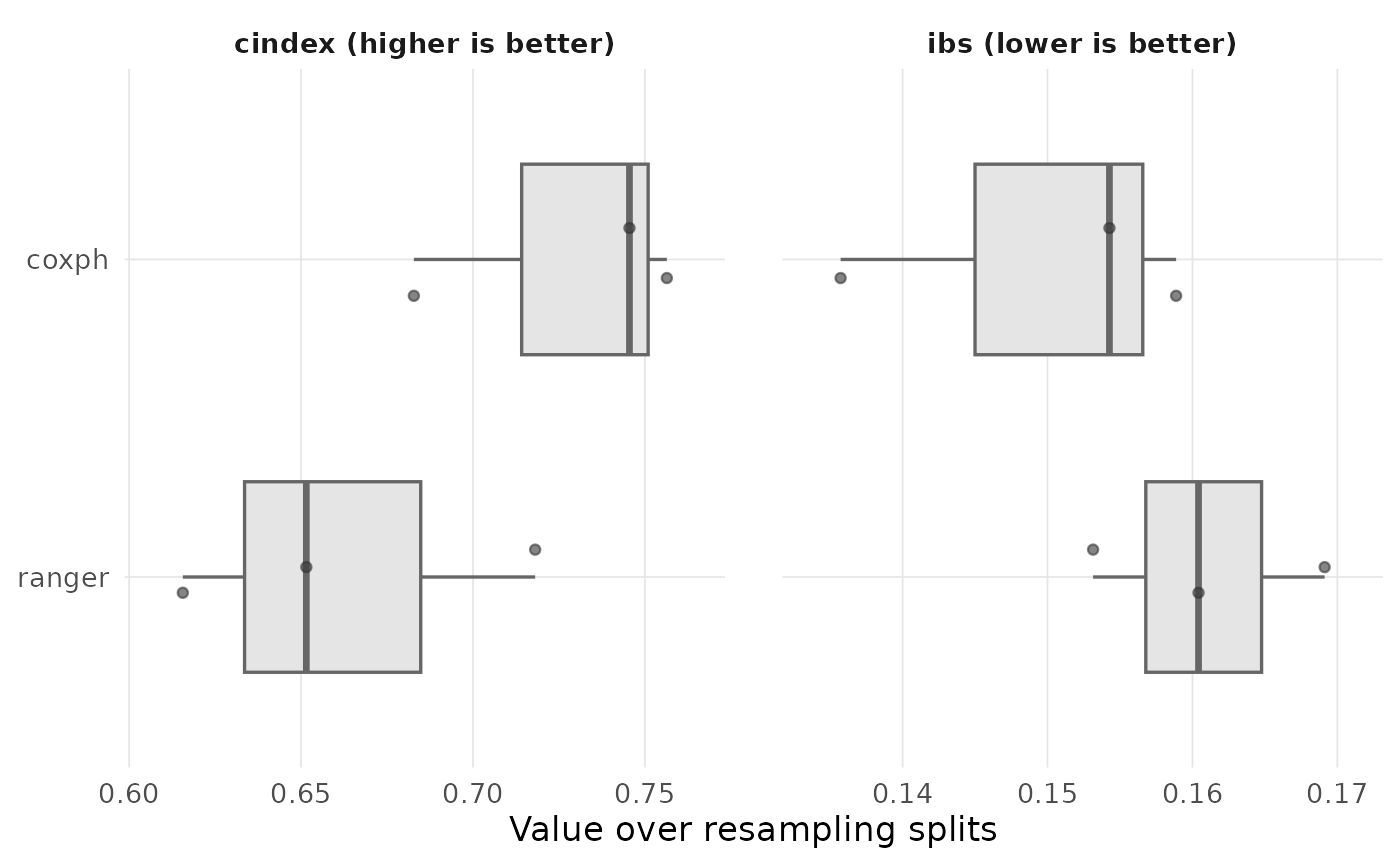 cindex (higher is better)
ibs (lower is better)
coxph
ranger
0.60 0.65 0.70 0.75
0.14 0.15 0.16 0.17
Value over resampling splits